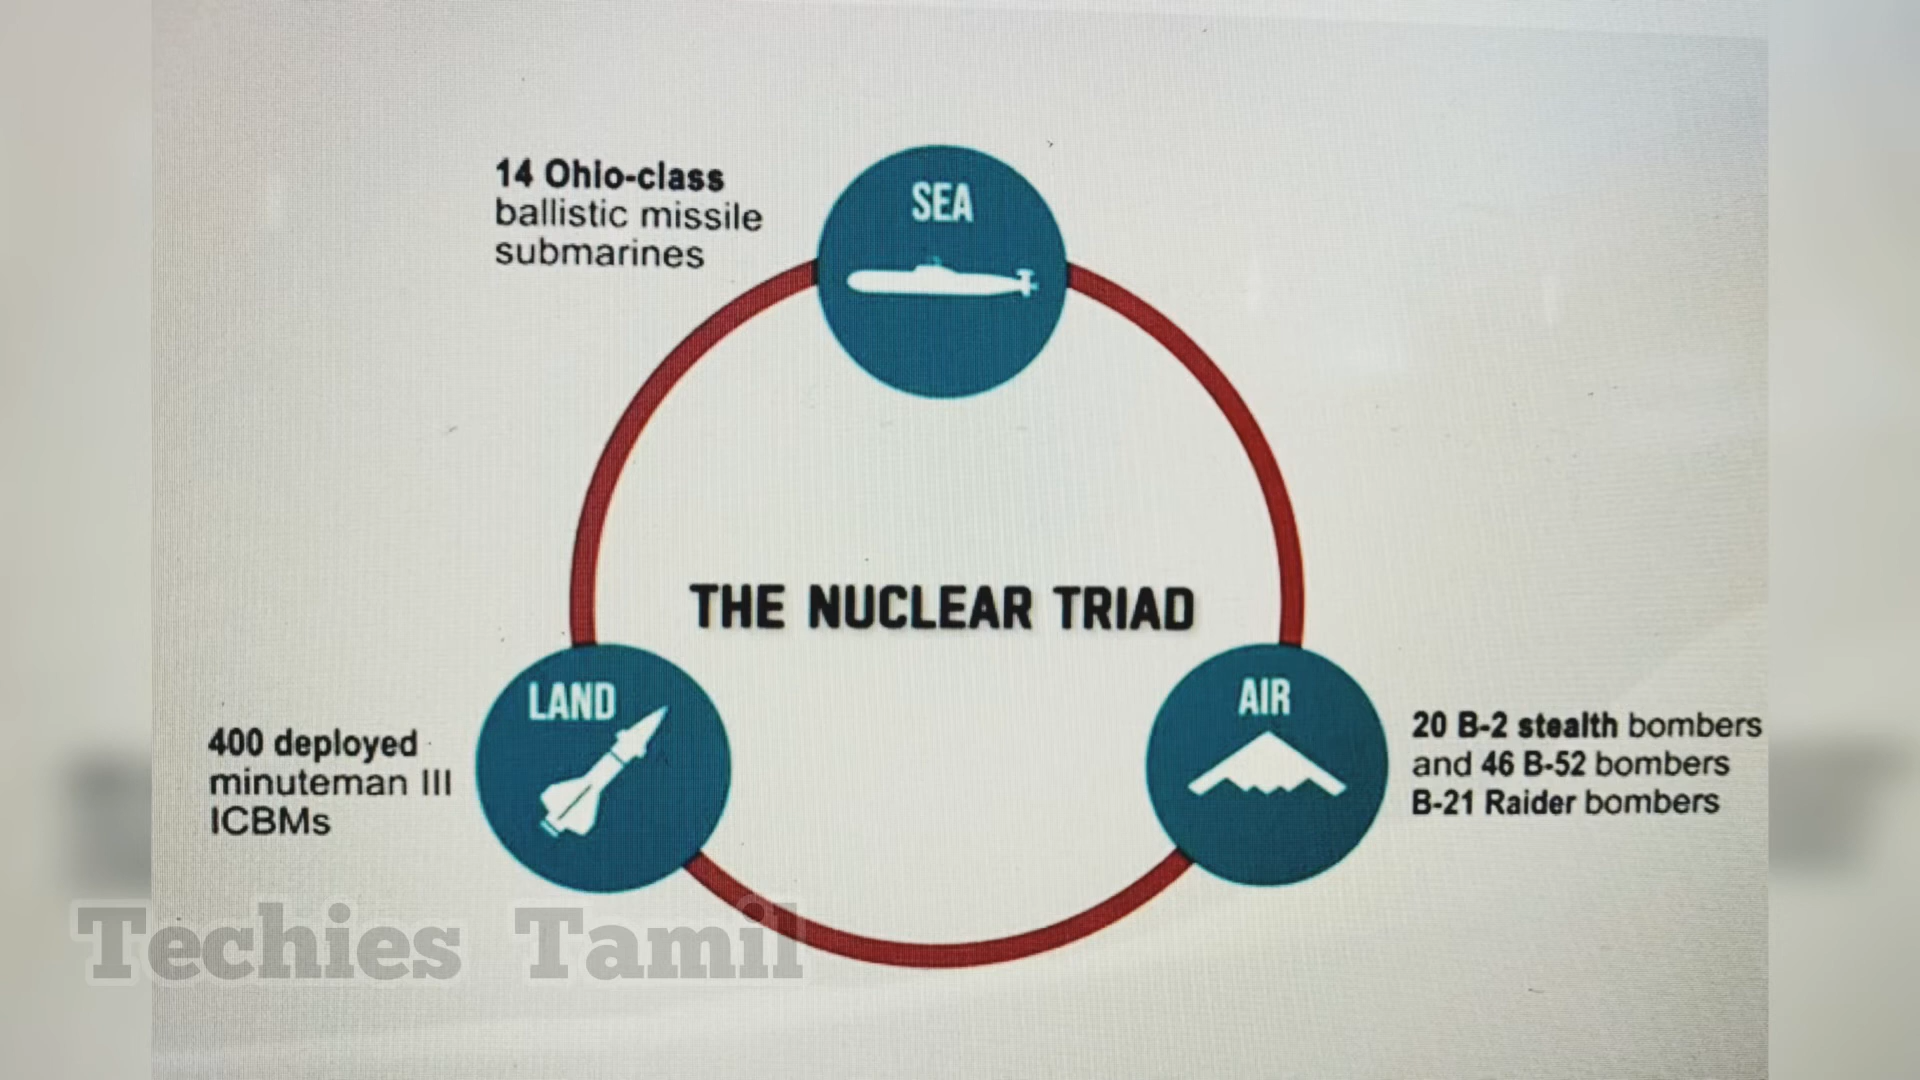 14 Ohio-class
ballistic missile
submarines
SEA
THE NUCLEAR TRIAD
LAND
400 deployed
minuteman III
ICBMs
AIR
20 B-2 stealth bombers
and 46 B-52 bombers
B-21 Raider bombers
Techies Tamil